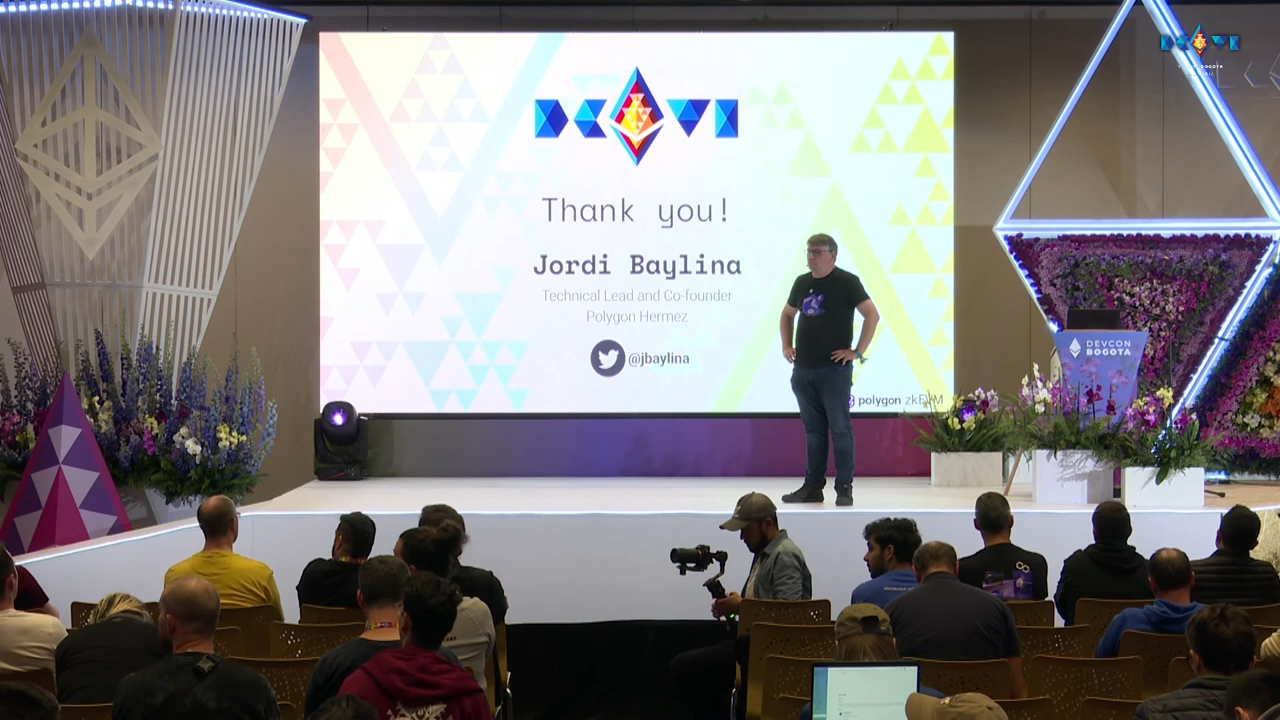 Thank you!
Jordi Baylina
Technical Lead and Co-founder
Polygon Hermez
@jbaylina
polygon zkEVM
DEVCON
BOGOTA